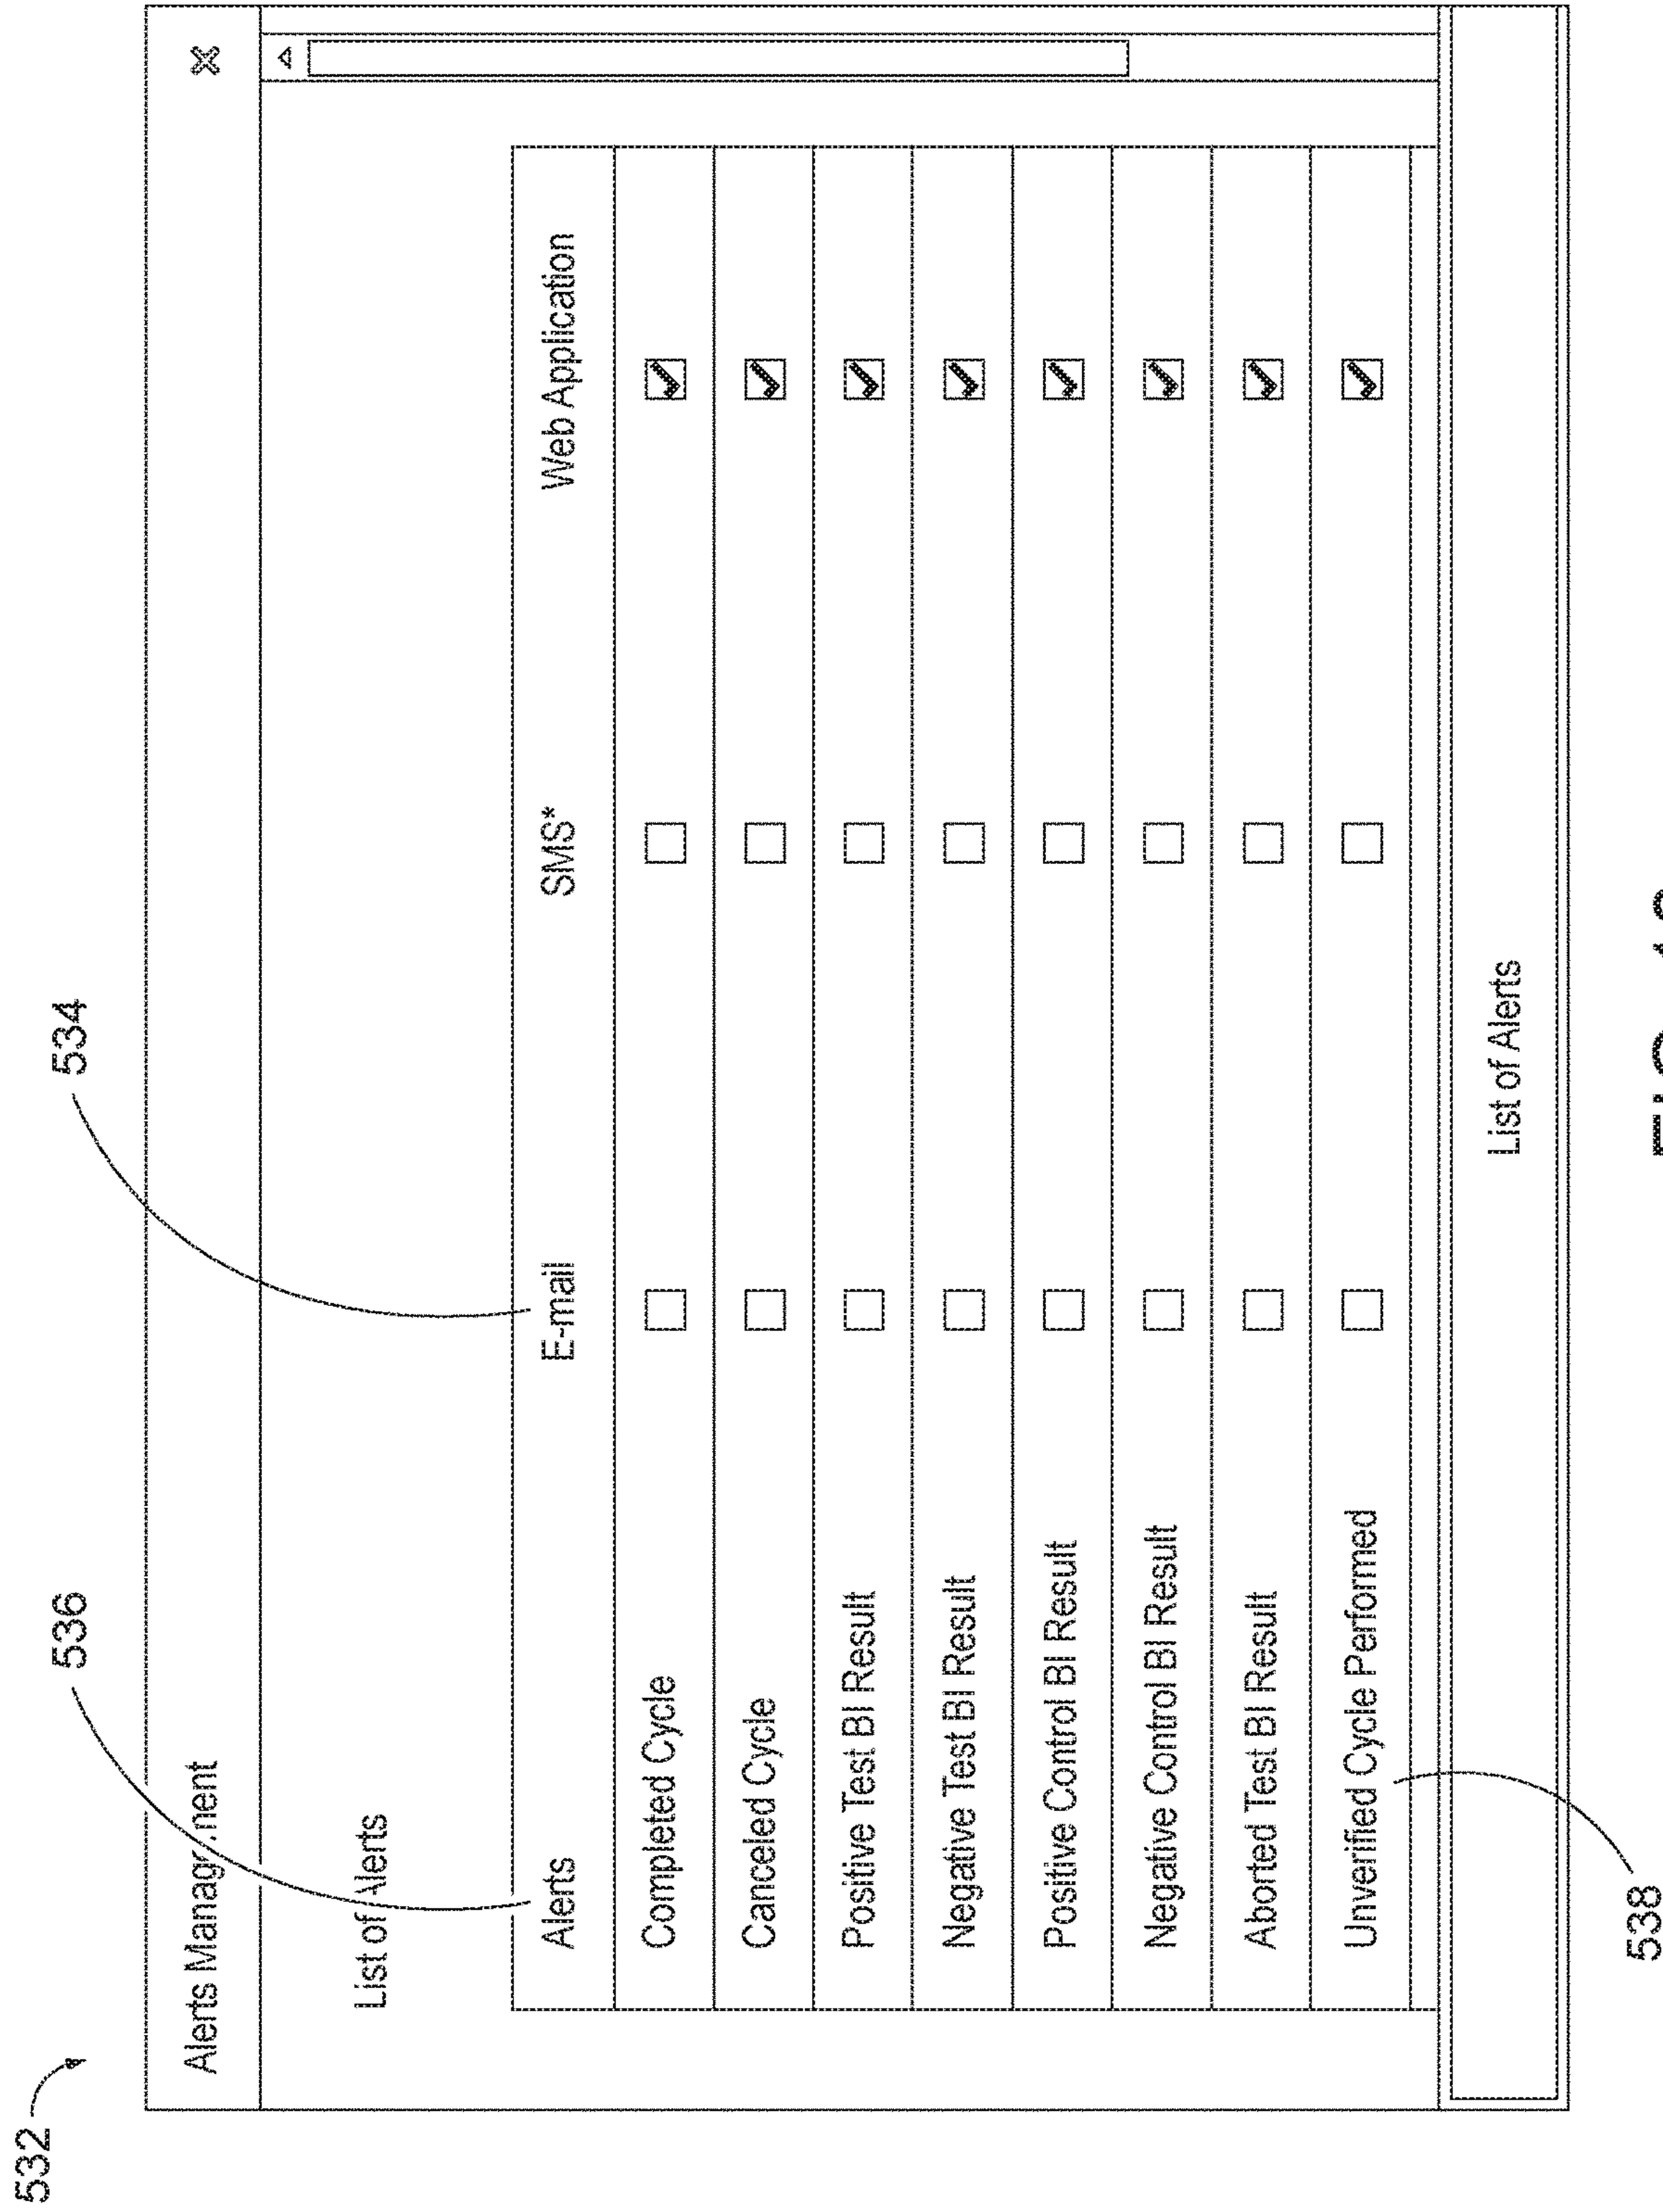 532
536
534
Alerts Manag
List of Alerts
Alerts E-mail SMS* Web Application
Completed Cycle
Canceled Cycle
Positive Test BI Result
Negative Test BI Result
Positive Control BI Result
Negative Control BI Result
Aborted Test BI Result
Unverified Cycle Performed
List of Alerts
538